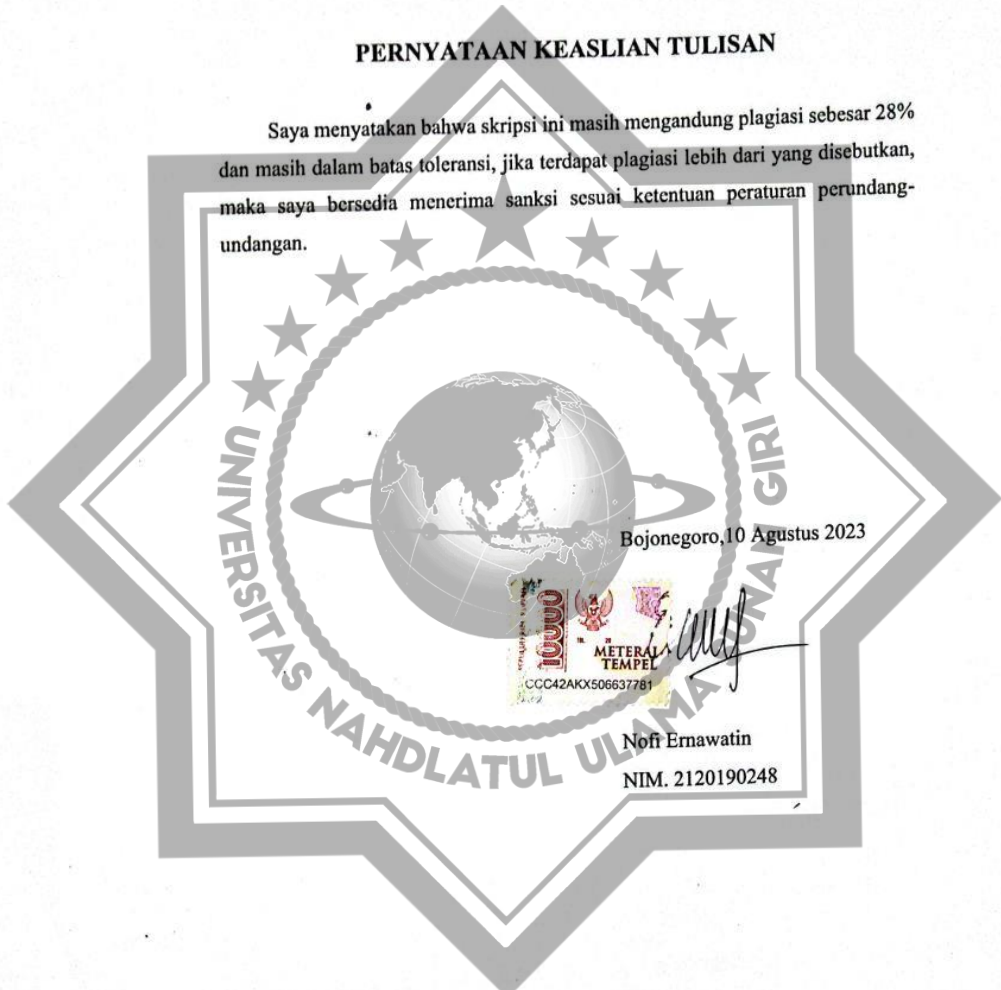 PERNYATAAN KEASLIAN TULISAN
Saya menyatakan bahwa skripsi ini masih mengandung plagiasi sebesar 28%
dan masih dalam batas toleransi, jika terdapat plagiasi lebih dari yang disebutkan,
maka saya bersedia menerima sanksi sesuai ketentuan peraturan perundang-
undangan.
UNIVERSITAS NAHDLATUL ULAMA SUNAN GIRI
Bojonegoro,10 Agustus 2023
10000
METERAI
TEMPEL
CCC42AKX506637781
Nofi Ernawatin
NIM. 2120190248